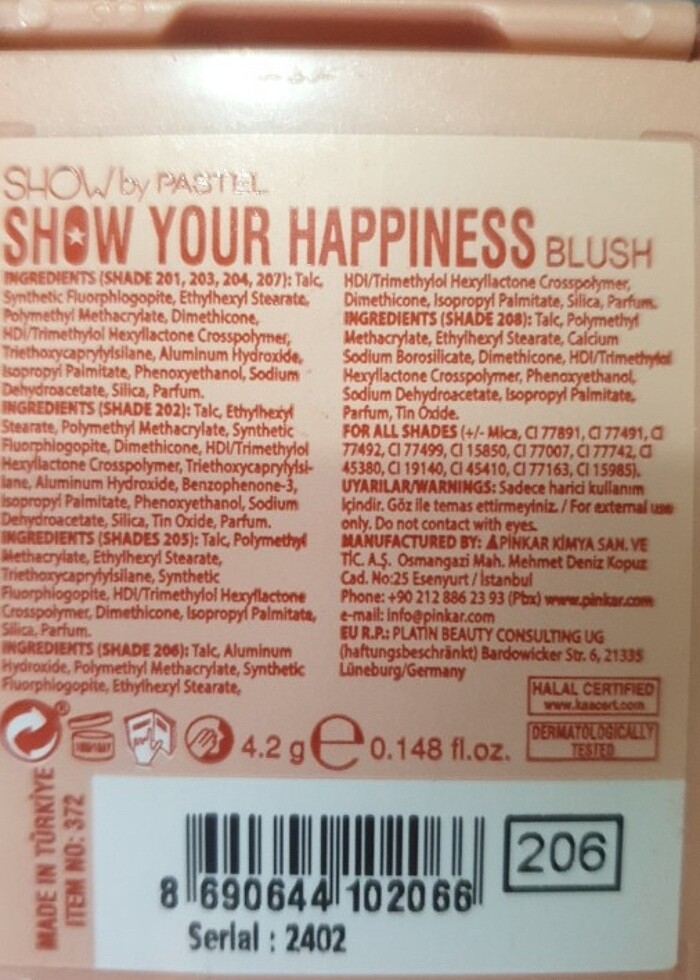 SHOW by PASTEL
SHOW YOUR HAPPINESS BLUSH
INGREDIENTS (SHADE 201, 203, 204, 207): Talc,
Synthetic Fluorphlogopite, Ethylhexyl Stearate,
Polymethyl Methacrylate, Dimethicone,
HDI/Trimethylol Hexyllactone Crosspolymer,
Triethoxycaprylylsilane, Aluminum Hydroxide,
Isopropyl Palmitate, Phenoxyethanol, Sodium
Dehydroacetate, Silica, Parfum.
INGREDIENTS (SHADE 202): Talc, Ethylhexyl
Stearate, Polymethyl Methacrylate, Synthetic
Fluorphlogopite, Dimethicone, HDI/Trimethylol
Hexyllactone Crosspolymer, Triethoxycaprylylsi-
lane, Aluminum Hydroxide, Benzophenone-3,
Isopropyl Palmitate, Phenoxyethanol, Sodium
Dehydroacetate, Silica, Tin Oxide, Parfum.
INGREDIENTS (SHADES 205): Talc, Polymethyl
Methacrylate, Ethylhexyl Stearate,
Triethoxycaprylylsilane, Synthetic
Fluorphlogopite, HDI/Trimethylol Hexyllactone
Crosspolymer, Dimethicone, Isopropyl Palmitate,
Silica, Parfum.
INGREDIENTS (SHADE 206): Talc, Aluminum
Hydroxide, Polymethyl Methacrylate, Synthetic
Fluorphlogopite, Ethylhexyl Stearate,
HDI/Trimethylol Hexyllactone Crosspolymer,
Dimethicone, Isopropyl Palmitate, Silica, Parfum.
INGREDIENTS (SHADE 208): Talc, Polymethyl
Methacrylate, Ethylhexyl Stearate, Calcium
Sodium Borosilicate, Dimethicone, HDI/Trimethylol
Hexyllactone Crosspolymer, Phenoxyethanol,
Sodium Dehydroacetate, Isopropyl Palmitate,
Parfum, Tin Oxide.
FOR ALL SHADES (+/- Mica, CI 77891, CI 77491, CI
77492, CI 77499, CI 15850, CI 77007, CI 77742, CI
45380, CI 19140, CI 45410, CI 77163, CI 15985).
UYARILAR/WARNINGS: Sadece harici kullanım
içindir. Göz ile temas ettirmeyiniz. / For external use
only. Do not contact with eyes.
MANUFACTURED BY: PİNKAR KİMYA SAN. VE
TİC. A.Ş. Osmangazi Mah. Mehmet Deniz Kopuz
Cad. No:25 Esenyurt / İstanbul
Phone: +90 212 886 23 93 (Pbx) www.pinkar.com
e-mail: info@pinkar.com
EU R.P.: PLATIN BEAUTY CONSULTING UG
(haftungsbeschränkt) Bardowicker Str. 6, 21335
Lüneburg/Germany
HALAL CERTIFIED
www.kascert.com
DERMATOLOGICALLY
TESTED
4.2 g e 0.148 fl.oz.
MADE IN TÜRKİYE
ITEM NO: 372
8 690644 102066
206
Serial : 2402